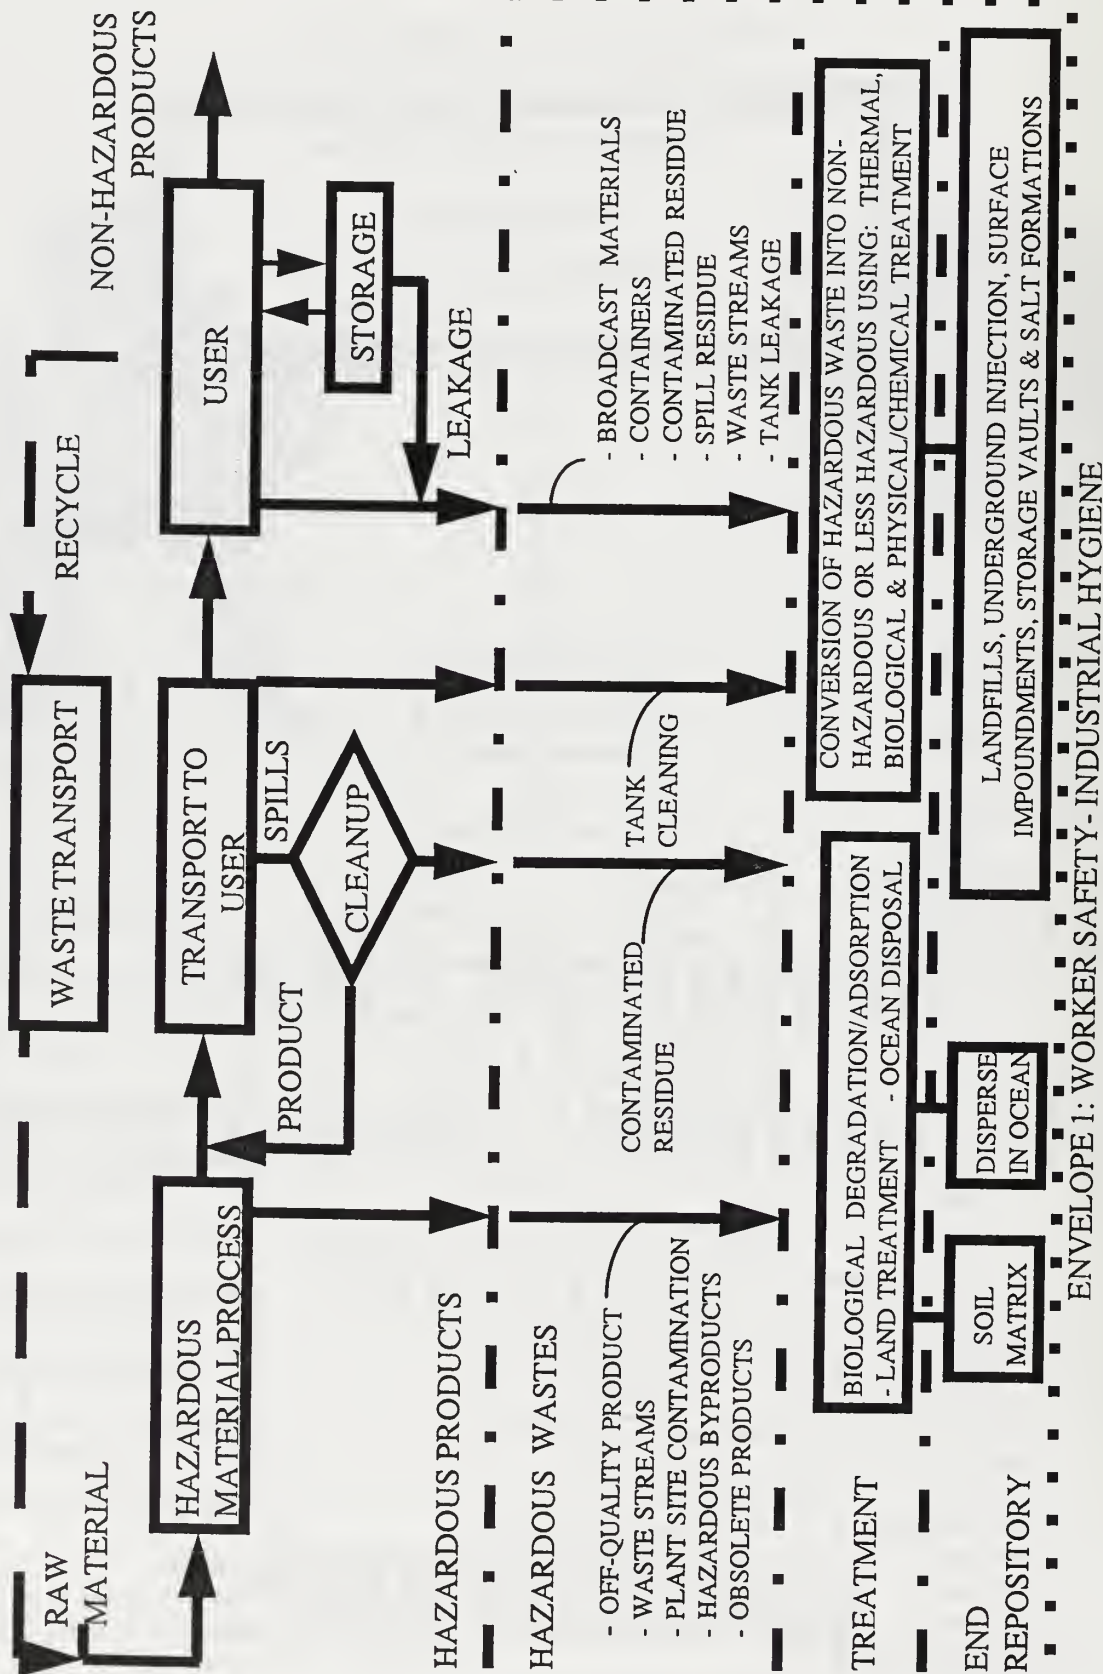 RECYCLE
WASTE TRANSPORT
RAW
MATERIAL
HAZARDOUS
MATERIAL PROCESS
TRANSPORT TO
USER
USER
NON-HAZARDOUS
PRODUCTS
PRODUCT
SPILLS
CLEANUP
STORAGE
LEAKAGE
HAZARDOUS PRODUCTS
HAZARDOUS WASTES
- OFF-QUALITY PRODUCT
- WASTE STREAMS
- PLANT SITE CONTAMINATION
- HAZARDOUS BYPRODUCTS
- OBSOLETE PRODUCTS
CONTAMINATED
RESIDUE
TANK
CLEANING
- BROADCAST MATERIALS
- CONTAINERS
- CONTAMINATED RESIDUE
- SPILL RESIDUE
- WASTE STREAMS
- TANK LEAKAGE
TREATMENT
BIOLOGICAL DEGRADATION/ADSORPTION
- LAND TREATMENT - OCEAN DISPOSAL
CONVERSION OF HAZARDOUS WASTE INTO NON-
HAZARDOUS OR LESS HAZARDOUS USING: THERMAL,
BIOLOGICAL & PHYSICAL/CHEMICAL TREATMENT
END
REPOSITORY
SOIL
MATRIX
DISPERSE
IN OCEAN
LANDFILLS, UNDERGROUND INJECTION, SURFACE
IMPOUNDMENTS, STORAGE VAULTS & SALT FORMATIONS
ENVELOPE 1: WORKER SAFETY- INDUSTRIAL HYGIENE